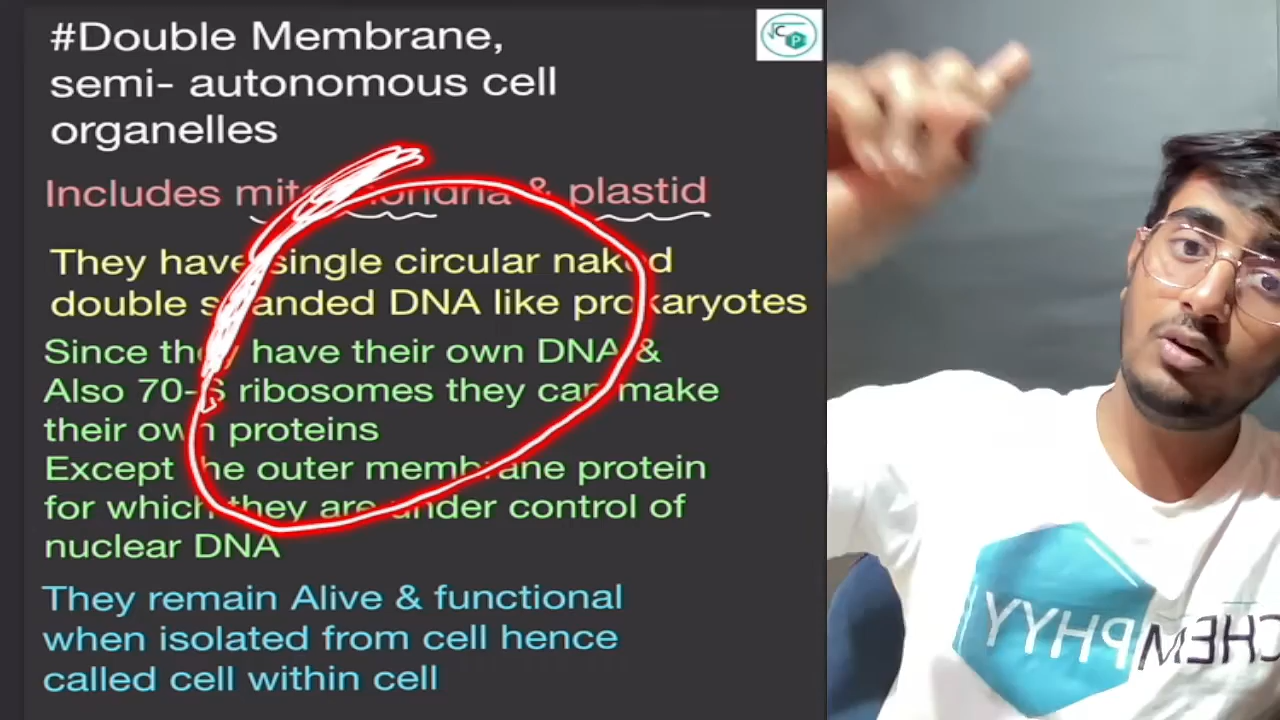 #Double Membrane,
semi- autonomous cell
organelles
Includes mitochondria & plastid
They have single circular naked
double stranded DNA like prokaryotes
Since they have their own DNA &
Also 70-S ribosomes they can make
their own proteins
Except the outer membrane protein
for which they are under control of
nuclear DNA
They remain Alive & functional
when isolated from cell hence
called cell within cell
CP
CHEMPHYY